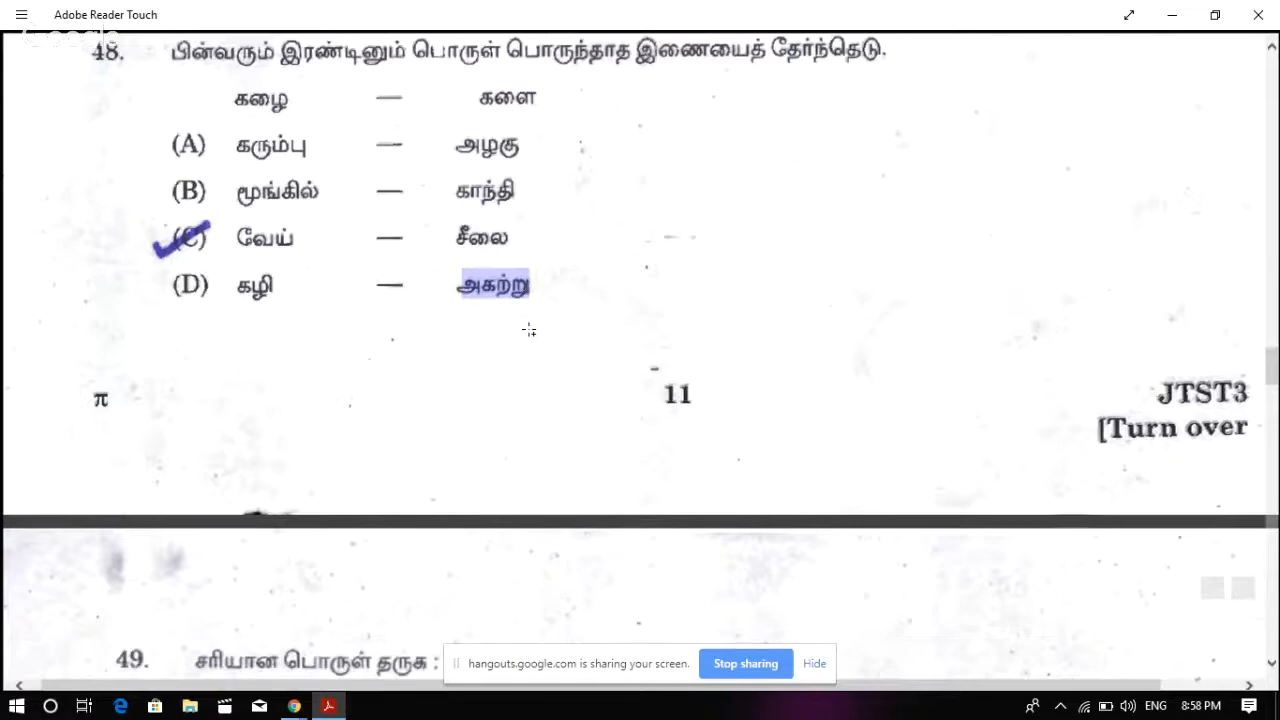 Adobe Reader Touch
48. பின்வரும் இரண்டினும் பொருள் பொருந்தாத இணையைத் தேர்ந்தெடு.
கழை — களை
(A) கரும்பு — அழகு
(B) மூங்கில் — காந்தி
(C) வேய் — சீலை
(D) கழி — அகற்று
π 11 JTST3
[Turn over
49. சரியான பொருள் தருக :
hangouts.google.com is sharing your screen. Stop sharing Hide
ENG 8:58 PM